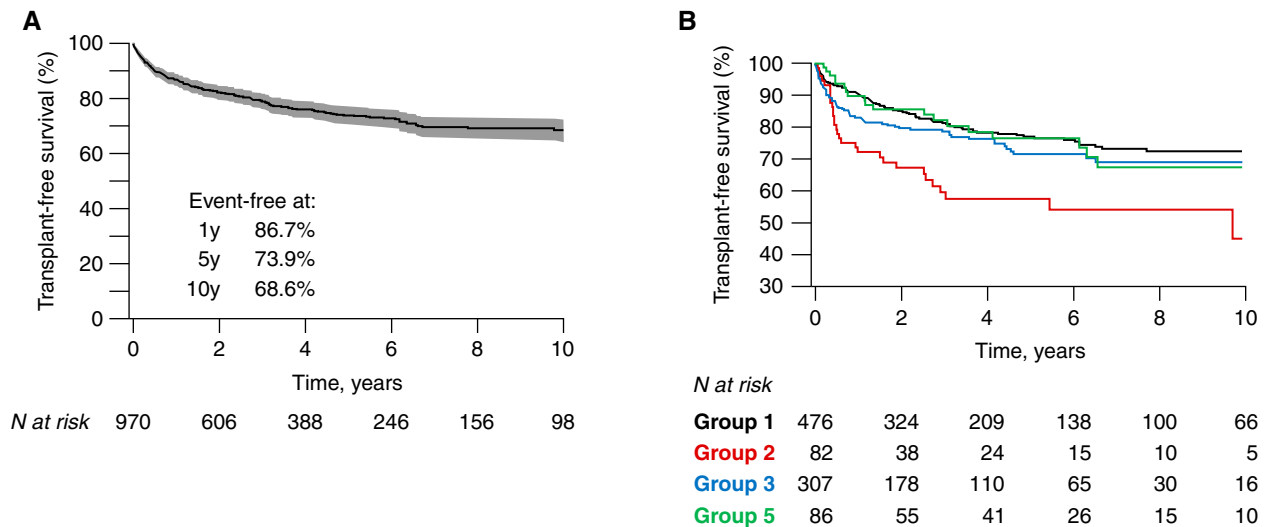 A
Transplant-free survival (%)
100
80
60
40
20
0
Event-free at:
1y 86.7%
5y 73.9%
10y 68.6%
0 2 4 6 8 10
Time, years
N at risk 970 606 388 246 156 98
B
Transplant-free survival (%)
100
90
80
70
60
50
40
30
0 2 4 6 8 10
Time, years
N at risk
Group 1 476 324 209 138 100 66
Group 2 82 38 24 15 10 5
Group 3 307 178 110 65 30 16
Group 5 86 55 41 26 15 10